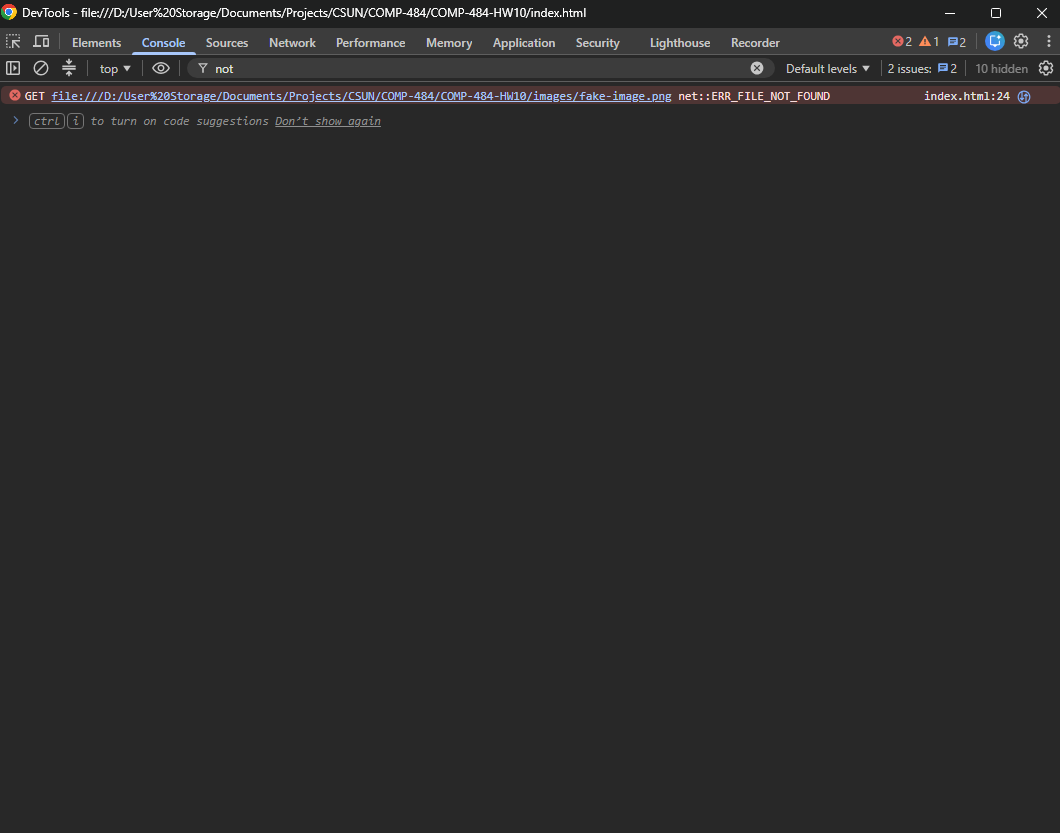 DevTools - file:///D:/User%20Storage/Documents/Projects/CSUN/COMP-484/COMP-484-HW10/index.html
Elements Console Sources Network Performance Memory Application Security Lighthouse Recorder 2 1 2
top not Default levels 2 issues: 2 10 hidden
GET file:///D:/User%20Storage/Documents/Projects/CSUN/COMP-484/COMP-484-HW10/images/fake-image.png net::ERR_FILE_NOT_FOUND index.html:24
ctrl i to turn on code suggestions Don't show again